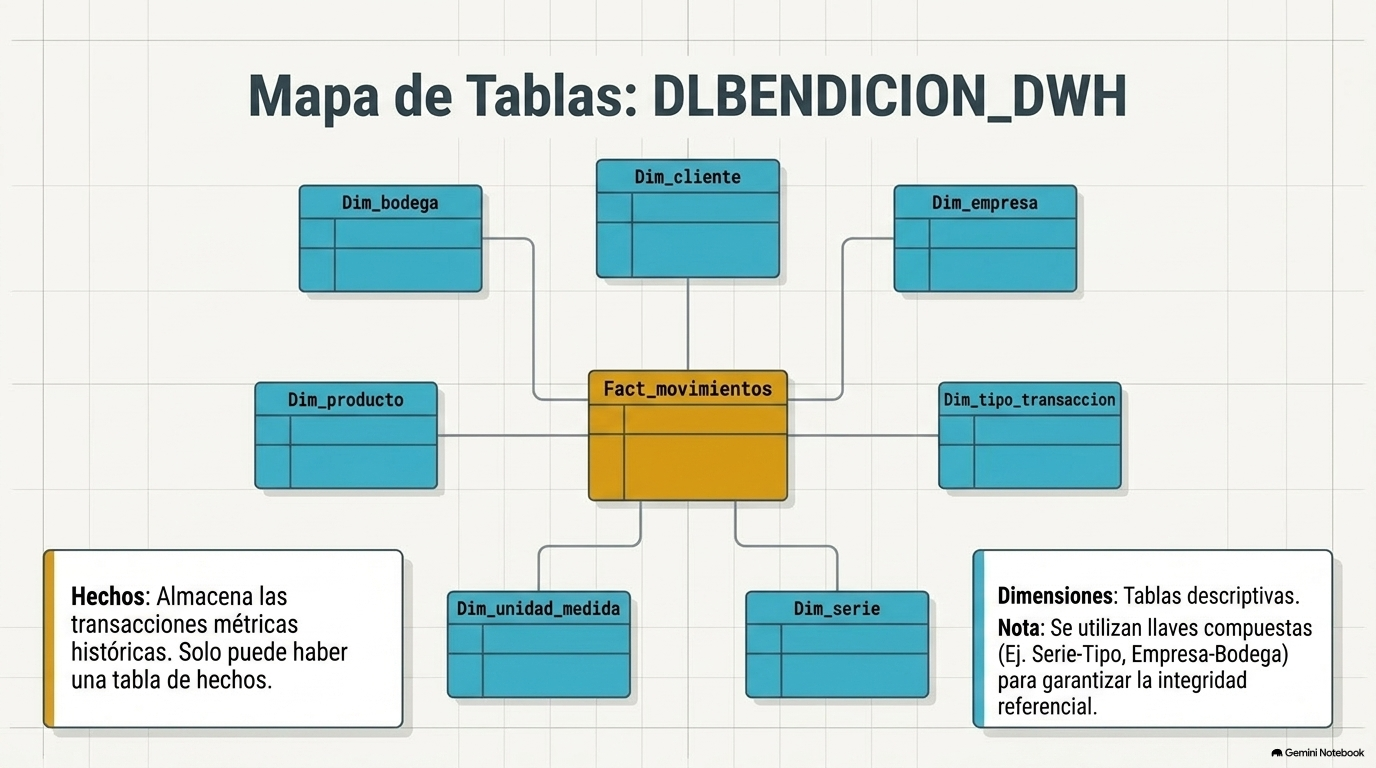 Mapa de Tablas: DLBENDICION_DWH
Dim_bodega
Dim_cliente
Dim_empresa
Dim_producto
Fact_movimientos
Dim_tipo_transaccion
Dim_unidad_medida
Dim_serie
Hechos: Almacena las
transacciones métricas
históricas. Solo puede haber
una tabla de hechos.
Dimensiones: Tablas descriptivas.
Nota: Se utilizan llaves compuestas
(Ej. Serie-Tipo, Empresa-Bodega)
para garantizar la integridad
referencial.
Gemini Notebook